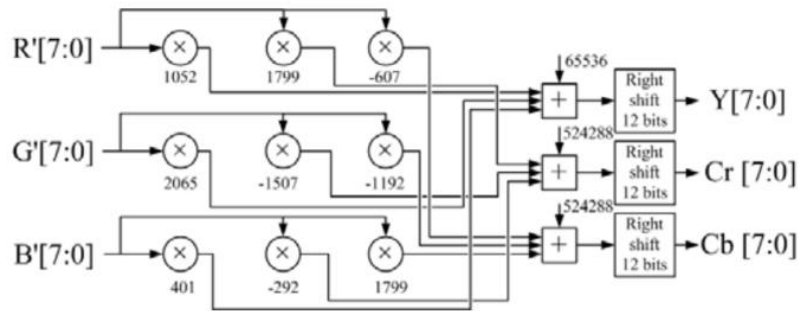 R'[7:0]
× × ×
1052 1799 -607
G'[7:0]
× × ×
2065 -1507 -1192
B'[7:0]
× × ×
401 -292 1799
65536
+
Right
shift
12 bits
Y[7:0]
524288
+
Right
shift
12 bits
Cr [7:0]
524288
+
Right
shift
12 bits
Cb [7:0]